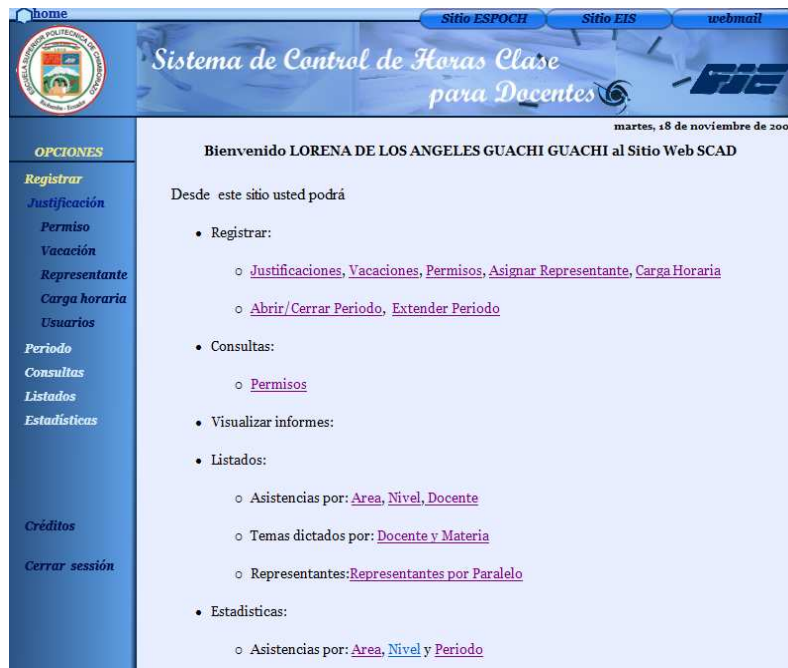 home
Sitio ESPOCH
Sitio EIS
webmail
Sistema de Control de Horas Clase
para Docentes
martes, 18 de noviembre de 200
OPCIONES
Registrar
Justificación
Permiso
Vacación
Representante
Carga horaria
Usuarios
Periodo
Consultas
Listados
Estadísticas
Créditos
Cerrar sessión
Bienvenido LORENA DE LOS ANGELES GUACHI GUACHI al Sitio Web SCAD
Desde este sitio usted podrá
Registrar:
Justificaciones, Vacaciones, Permisos, Asignar Representante, Carga Horaria
Abrir/Cerrar Periodo, Extender Periodo
Consultas:
Permisos
Visualizar informes:
Listados:
Asistencias por: Area, Nivel, Docente
Temas dictados por: Docente y Materia
Representantes:Representantes por Paralelo
Estadisticas:
Asistencias por: Area, Nivel y Periodo